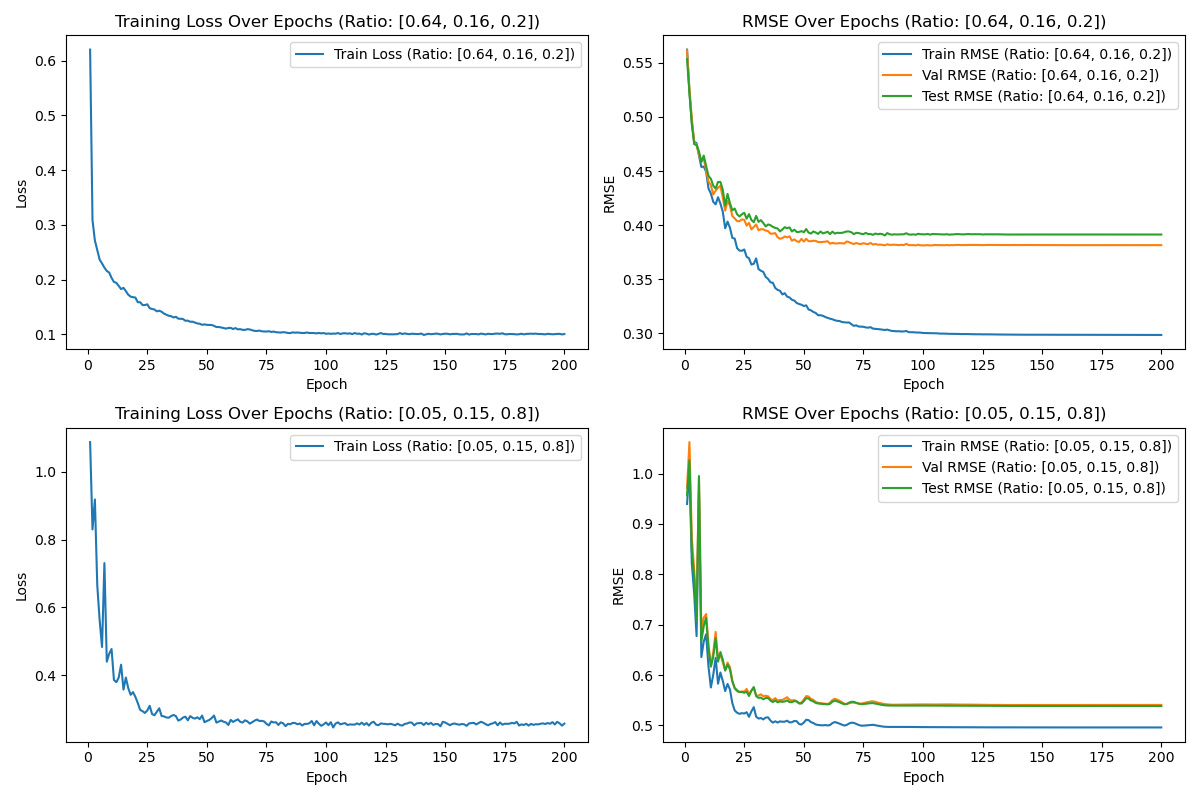 Training Loss Over Epochs (Ratio: [0.64, 0.16, 0.2])
Train Loss (Ratio: [0.64, 0.16, 0.2])
0.6
0.5
0.4
0.3
0.2
0.1
Loss
0 25 50 75 100 125 150 175 200
Epoch
RMSE Over Epochs (Ratio: [0.64, 0.16, 0.2])
Train RMSE (Ratio: [0.64, 0.16, 0.2])
Val RMSE (Ratio: [0.64, 0.16, 0.2])
Test RMSE (Ratio: [0.64, 0.16, 0.2])
0.55
0.50
0.45
0.40
0.35
0.30
RMSE
0 25 50 75 100 125 150 175 200
Epoch
Training Loss Over Epochs (Ratio: [0.05, 0.15, 0.8])
Train Loss (Ratio: [0.05, 0.15, 0.8])
1.0
0.8
0.6
0.4
Loss
0 25 50 75 100 125 150 175 200
Epoch
RMSE Over Epochs (Ratio: [0.05, 0.15, 0.8])
Train RMSE (Ratio: [0.05, 0.15, 0.8])
Val RMSE (Ratio: [0.05, 0.15, 0.8])
Test RMSE (Ratio: [0.05, 0.15, 0.8])
1.0
0.9
0.8
0.7
0.6
0.5
RMSE
0 25 50 75 100 125 150 175 200
Epoch